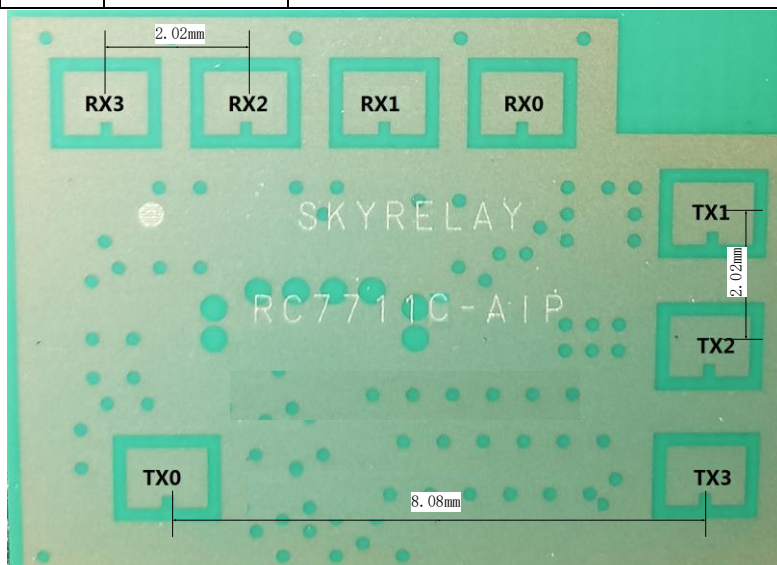 2.02mm
RX3 RX2 RX1 RX0
SKYRELAY
TX1
2.02mm
RC7711C-AIP
TX2
TX0
TX3
8.08mm